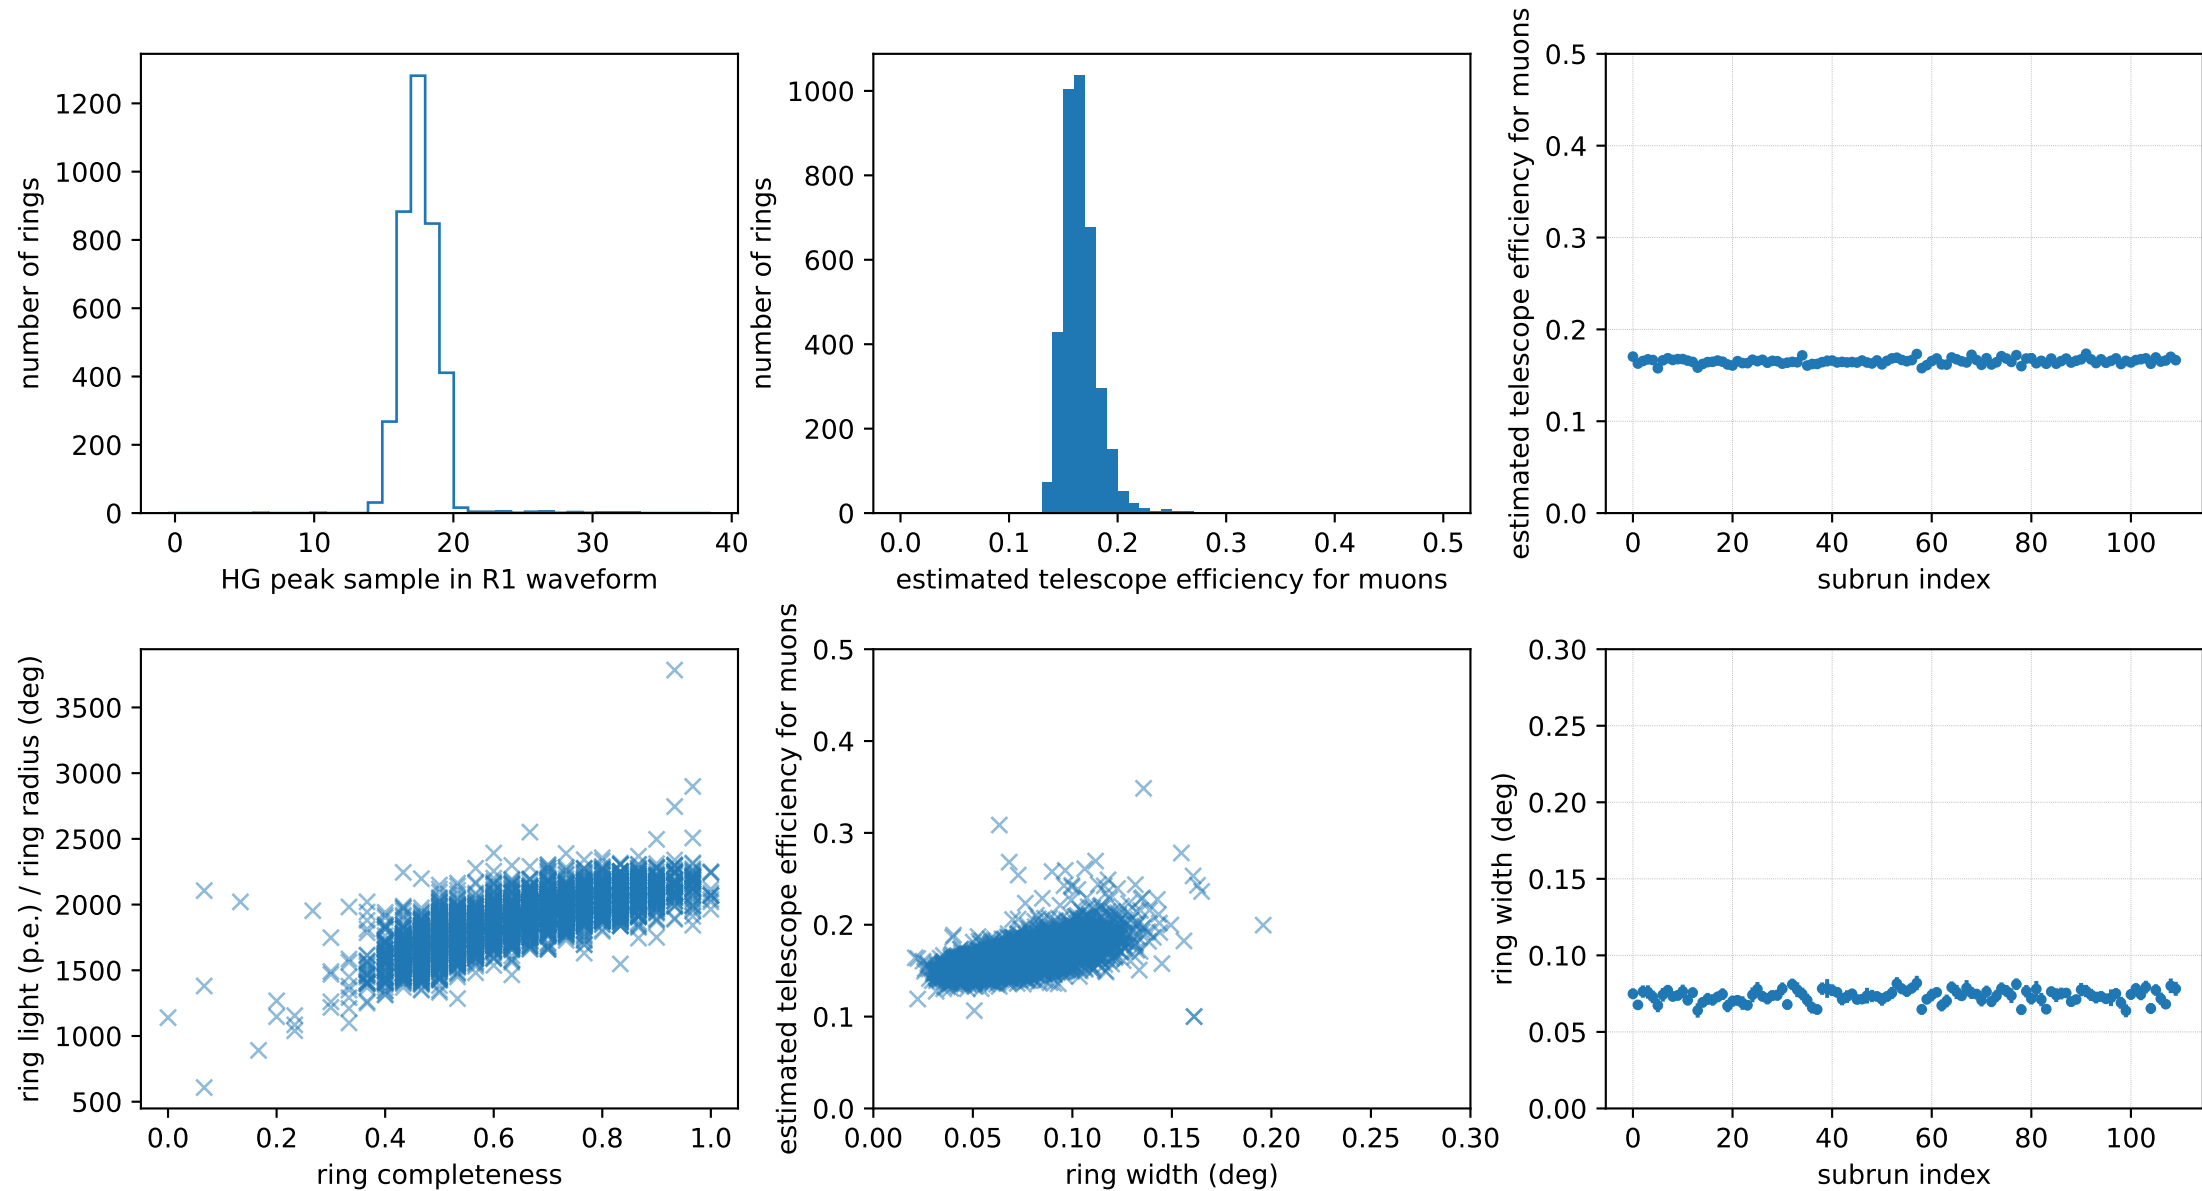 number of rings
1200
1000
800
600
400
200
0
0 10 20 30 40
HG peak sample in R1 waveform
number of rings
1000
800
600
400
200
0
0.0 0.1 0.2 0.3 0.4 0.5
estimated telescope efficiency for muons
estimated telescope efficiency for muons
0.5
0.4
0.3
0.2
0.1
0.0
0 20 40 60 80 100
subrun index
ring light (p.e.) / ring radius (deg)
3500
3000
2500
2000
1500
1000
500
0.0 0.2 0.4 0.6 0.8 1.0
ring completeness
estimated telescope efficiency for muons
0.5
0.4
0.3
0.2
0.1
0.0
0.00 0.05 0.10 0.15 0.20 0.25 0.30
ring width (deg)
ring width (deg)
0.30
0.25
0.20
0.15
0.10
0.05
0.00
0 20 40 60 80 100
subrun index